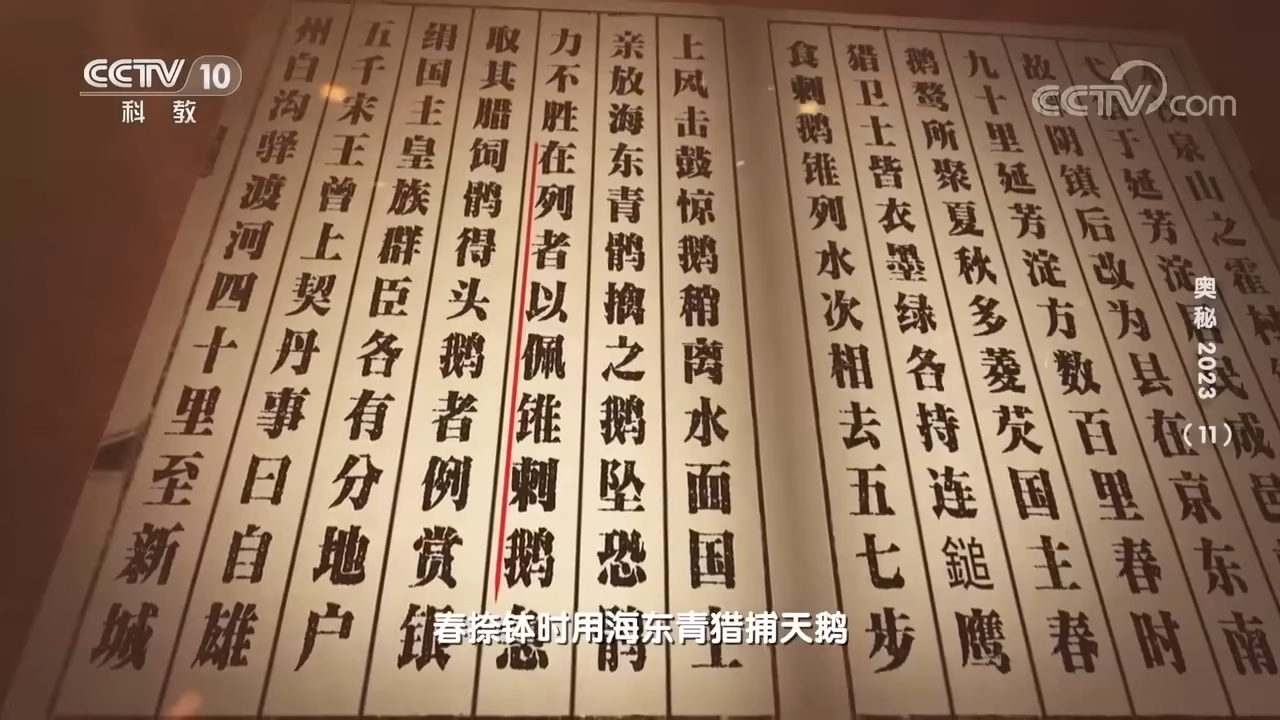 CCTV 10
科教
CCTV.com
泉山之霍村
于延芳淀居民成邑
故漷阴镇后改为县在京东南
九十里延芳淀方数百里春时
鹅鹜所聚夏秋多菱芡国主春
猎卫士皆衣墨绿各持连鎚鹰
食刺鹅锥列水次相去五七步
上风击鼓惊鹅稍离水面国主
亲放海东青鹘擒之鹅坠恐鹘
力不胜在列者以佩锥刺鹅急
取其腊饲鹘得头鹅者例赏银
绢国主皇族群臣各有分地户
五千宋王曾上契丹事曰自雄
州白沟驿渡河四十里至新城
奥秘 2023（11）
春捺钵时用海东青猎捕天鹅